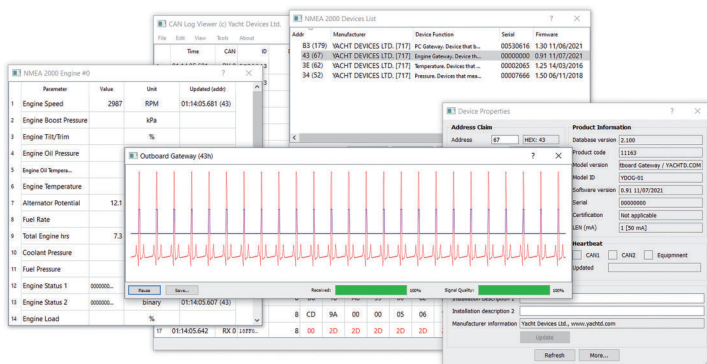 CAN Log Viewer (c) Yacht Devices Ltd.
File Edit View Tools About
Time CAN ID
NMEA 2000 Devices List ? ×
Addr Manufacturer Device Function Serial Firmware
B3 (179) YACHT DEVICES LTD. [717] PC Gateway. Device that b... 00530616 1.30 11/06/2021
43 (67) YACHT DEVICES LTD. [717] Engine Gateway. Device th... 00000000 0.91 11/07/2021
3E (62) YACHT DEVICES LTD. [717] Temperature. Devices that ... 00002065 1.25 14/03/2016
34 (52) YACHT DEVICES LTD. [717] Pressure. Devices that mea... 00007666 1.50 06/11/2018
NMEA 2000 Engine #0
Parameter Value Unit Updated (addr)
1 Engine Speed 2987 RPM 01:14:05.681 (43)
2 Engine Boost Pressure kPa
3 Engine Tilt/Trim %
4 Engine Oil Pressure
5 Engine Oil Tempera...
6 Engine Temperature
7 Alternator Potential 12.1
8 Fuel Rate
9 Total Engine hrs 7.3
10 Coolant Pressure
11 Fuel Pressure
12 Engine Status 1 0000000...
13 Engine Status 2 0000000... binary 01:14:05.607 (43)
14 Engine Load %
Outboard Gateway (43h) ? ×
Pause Save... Received: 100% Signal Quality: 100%
8 CD 9A 00 00 05 06
17 01:14:05.642 RX 0 8 00 2D 2D 2D 2D 2D
Device Properties ? ×
Address Claim
Address 67 HEX: 43
Product Information
Database version 2.100
Product code 11163
Model version tboard Gateway / YACHTD.COM
Model ID YDOG-01
Software version 0.91 11/07/2021
Serial 00000000
Certification Not applicable
LEN (mA) 1 [50 mA]
Heartbeat
CAN1 CAN2 Equipmnent
Updated
Installation description 1
Installation description 2
Manufacturer information Yacht Devices Ltd., www.yachtd.com
Update
Refresh More...